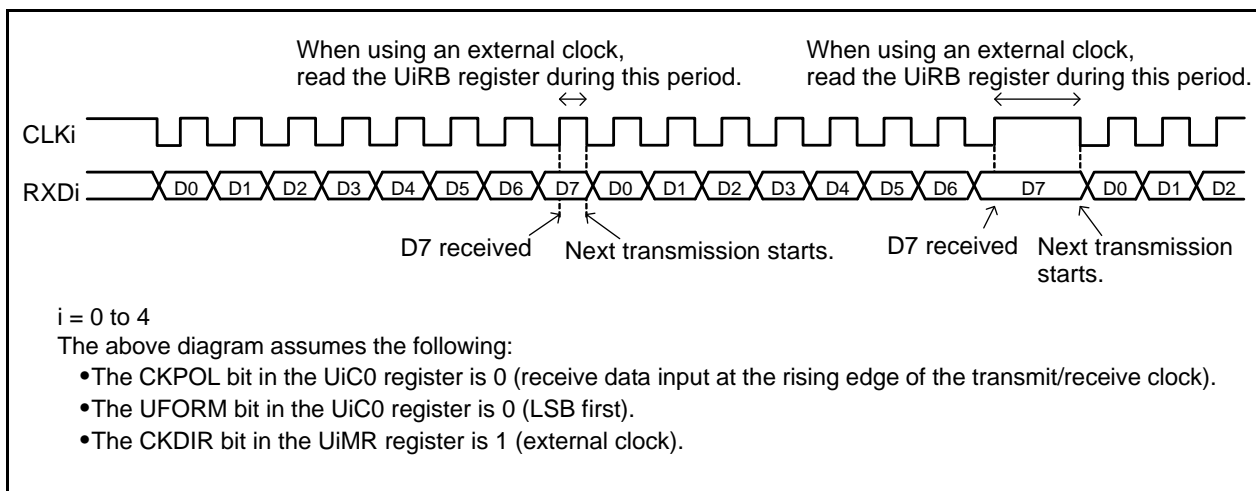 When using an external clock,
read the UiRB register during this period.
When using an external clock,
read the UiRB register during this period.
CLKi
RXDi
D0 D1 D2 D3 D4 D5 D6 D7 D0 D1 D2 D3 D4 D5 D6 D7 D0 D1 D2
D7 received
Next transmission starts.
D7 received
Next transmission
starts.
i = 0 to 4
The above diagram assumes the following:
•The CKPOL bit in the UiC0 register is 0 (receive data input at the rising edge of the transmit/receive clock).
•The UFORM bit in the UiC0 register is 0 (LSB first).
•The CKDIR bit in the UiMR register is 1 (external clock).